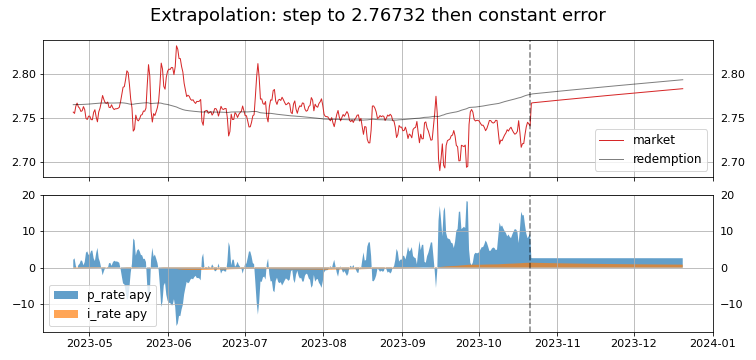 Extrapolation: step to 2.76732 then constant error
2.80 2.80
2.75 2.75
2.70 2.70
market
redemption
20 20
10 10
0 0
−10 −10
p_rate apy
i_rate apy
2023-05 2023-06 2023-07 2023-08 2023-09 2023-10 2023-11 2023-12 2024-01